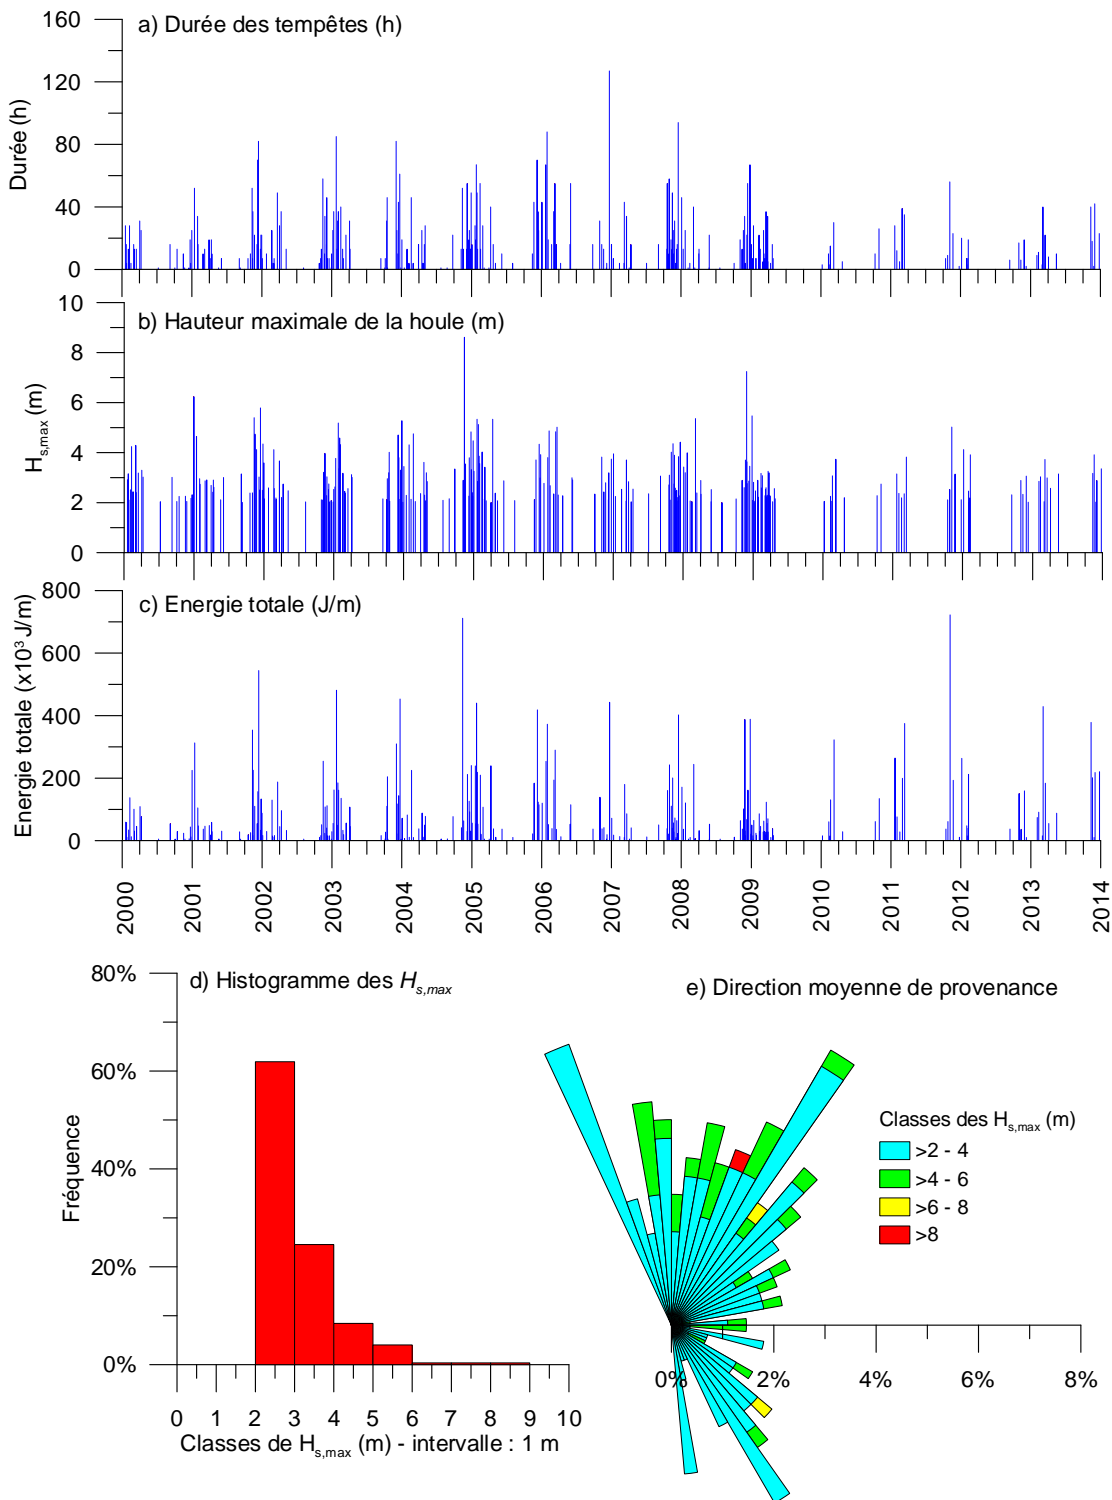 a) Durée des tempêtes (h)
Durée (h)
160
120
80
40
0
b) Hauteur maximale de la houle (m)
Hs,max (m)
10
8
6
4
2
0
c) Energie totale (J/m)
Energie totale (x10³ J/m)
800
600
400
200
0
2000 2001 2002 2003 2004 2005 2006 2007 2008 2009 2010 2011 2012 2013 2014
d) Histogramme des Hs,max
Fréquence
80%
60%
40%
20%
0%
0 1 2 3 4 5 6 7 8 9 10
Classes de Hs,max (m) - intervalle : 1 m
e) Direction moyenne de provenance
Classes des Hs,max (m)
>2 - 4
>4 - 6
>6 - 8
>8
0% 2% 4% 6% 8%